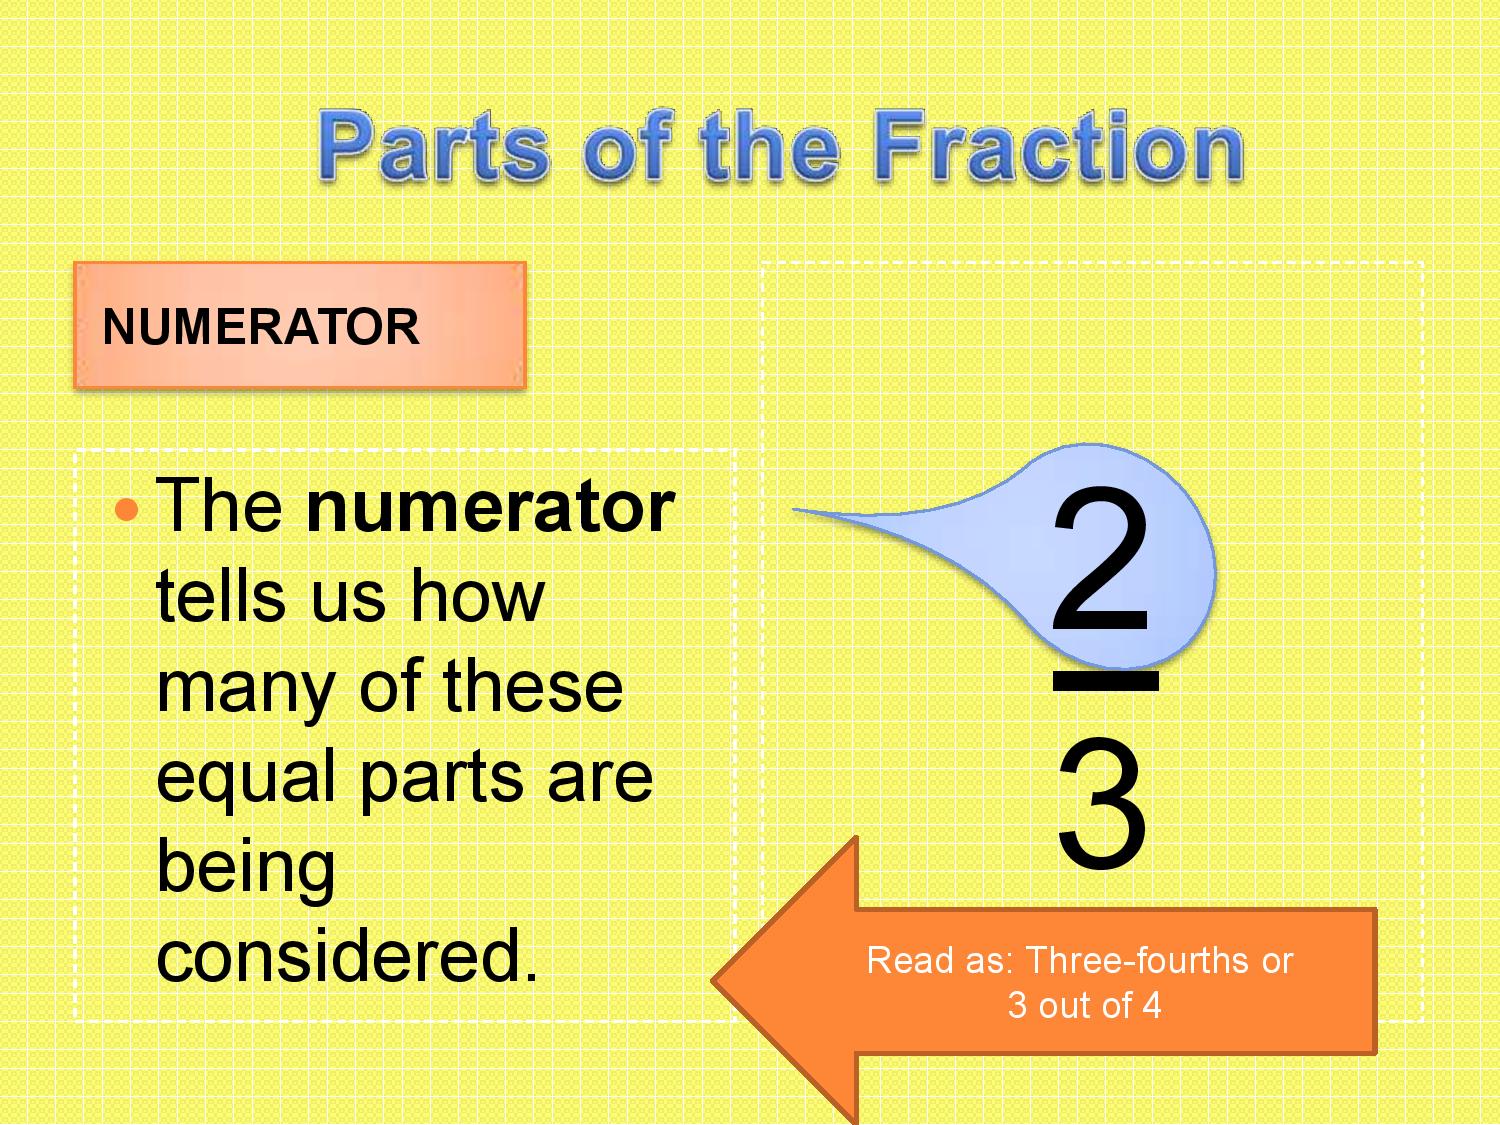 Parts of the Fraction
NUMERATOR
• The numerator
tells us how
many of these
equal parts are
being
considered.
2
3
Read as: Three-fourths or
3 out of 4